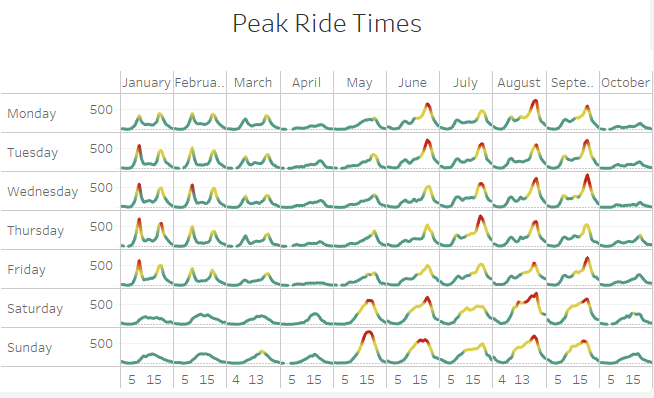 Peak Ride Times
January Februa.. March April May June July August Septe.. October
Monday 500
Tuesday 500
Wednesday 500
Thursday 500
Friday 500
Saturday 500
Sunday 500
5 15 5 15 4 13 5 15 5 15 5 15 5 15 4 13 5 15 5 15